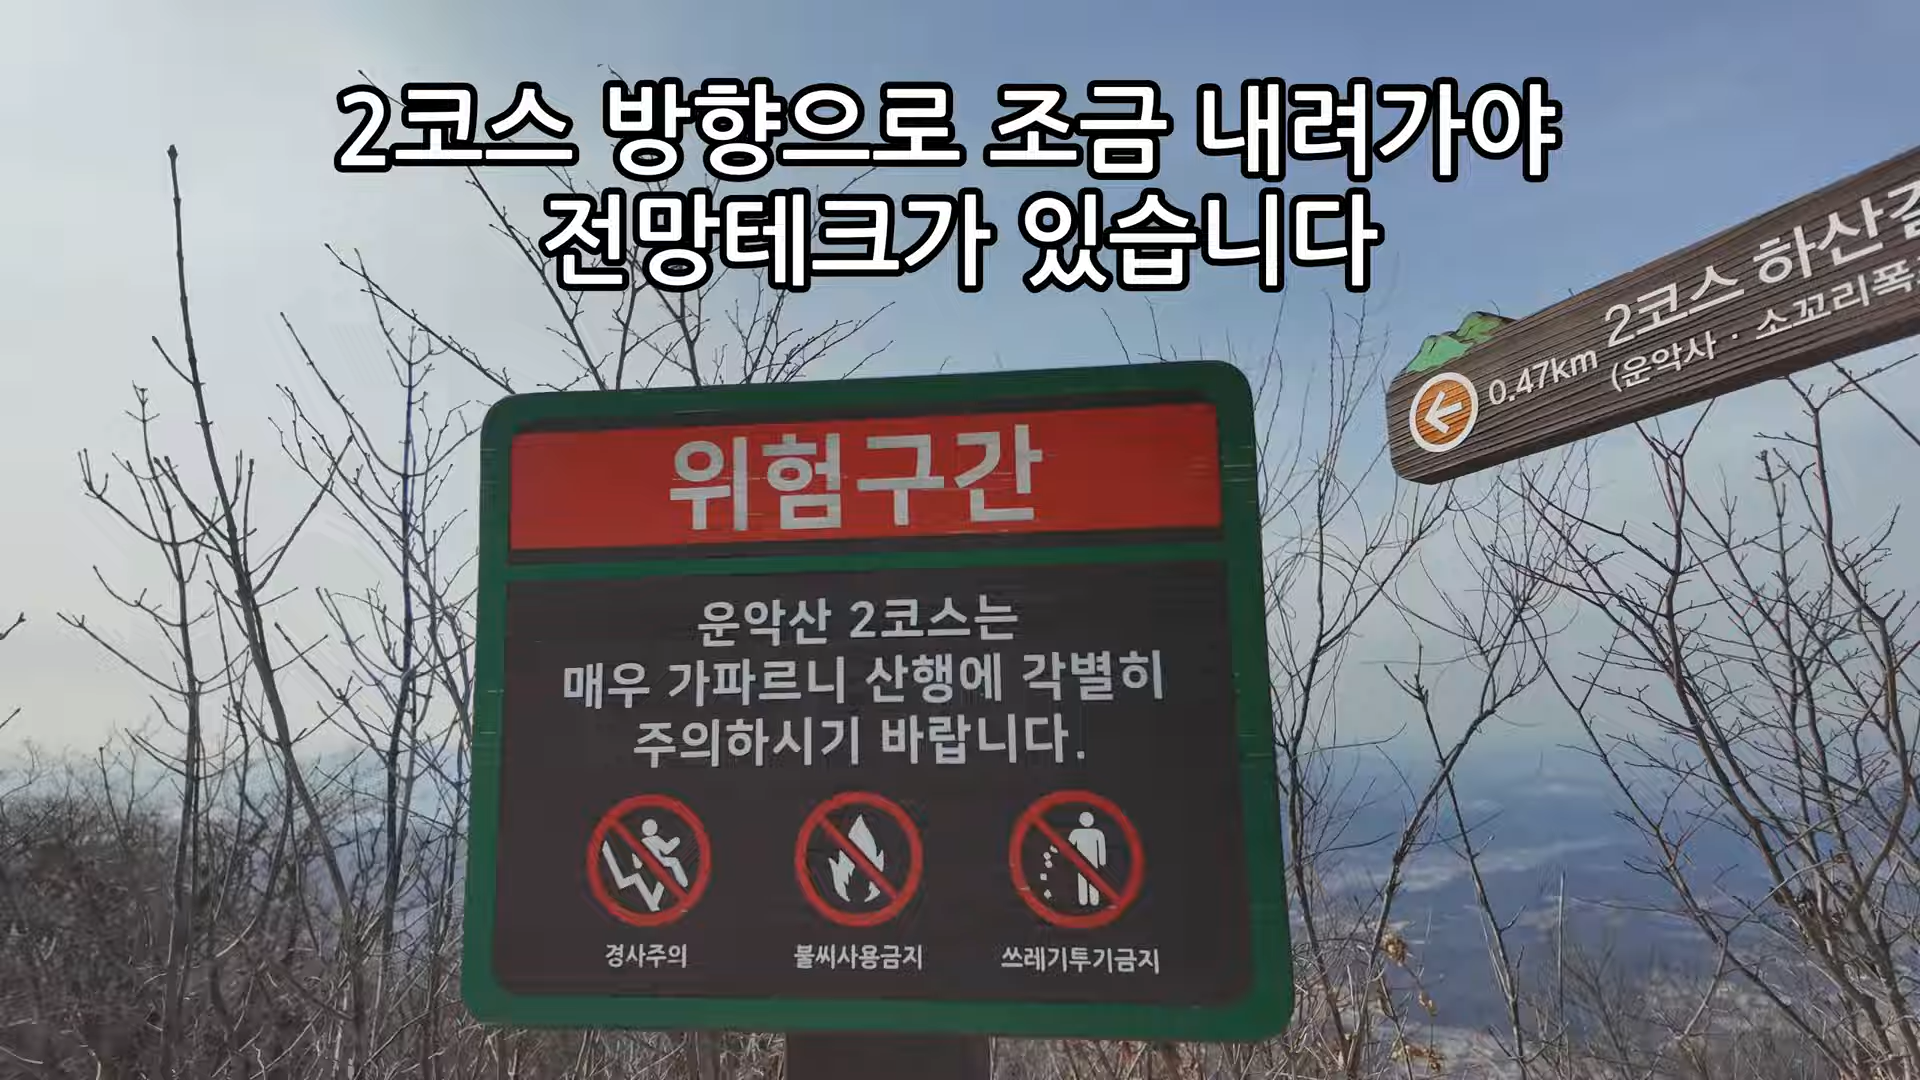 2코스 방향으로 조금 내려가야
전망테크가 있습니다
0.47km 2코스 하산길
(운악사 · 소꼬리폭
위험구간
운악산 2코스는
매우 가파르니 산행에 각별히
주의하시기 바랍니다.
경사주의
불씨사용금지
쓰레기투기금지